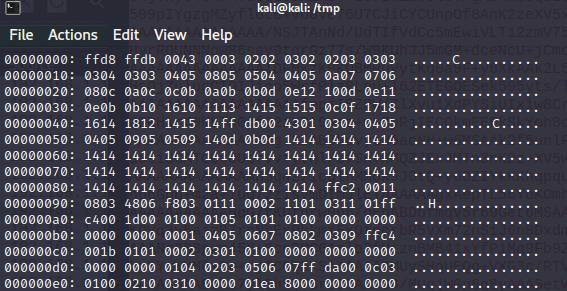 kali@kali: /tmp
File Actions Edit View Help
00000000: ffd8 ffdb 0043 0003 0202 0302 0203 0303 .....C..........
00000010: 0304 0303 0405 0805 0504 0405 0a07 0706 ................
00000020: 080c 0a0c 0c0b 0a0b 0b0d 0e12 100d 0e11 ................
00000030: 0e0b 0b10 1610 1113 1415 1515 0c0f 1718 ................
00000040: 1614 1812 1415 14ff db00 4301 0304 0405 ..........C.....
00000050: 0405 0905 0509 140d 0b0d 1414 1414 1414 ................
00000060: 1414 1414 1414 1414 1414 1414 1414 1414 ................
00000070: 1414 1414 1414 1414 1414 1414 1414 1414 ................
00000080: 1414 1414 1414 1414 1414 1414 ffc2 0011 ................
00000090: 0803 4806 f803 0111 0002 1101 0311 01ff ..H.............
000000a0: c400 1d00 0100 0105 0101 0100 0000 0000 ................
000000b0: 0000 0000 0001 0405 0607 0802 0309 ffc4 ................
000000c0: 001b 0101 0002 0301 0100 0000 0000 0000 ................
000000d0: 0000 0000 0104 0203 0506 07ff da00 0c03 ................
000000e0: 0100 0210 0310 0000 01ea 8000 0000 0000 ................